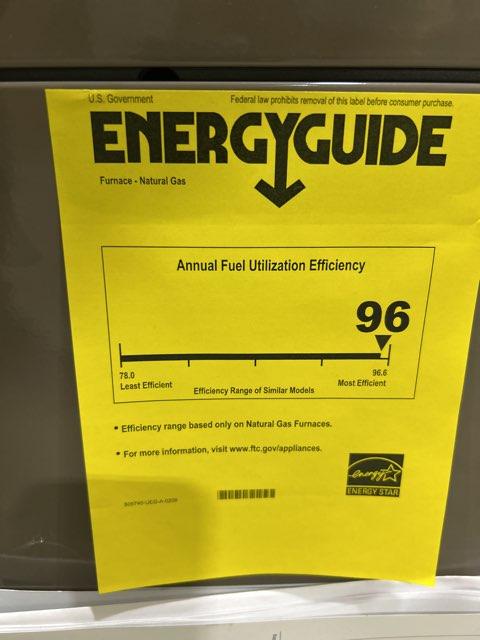 U.S. Government Federal law prohibits removal of this label before consumer purchase.
ENERGYGUIDE
Furnace - Natural Gas
Annual Fuel Utilization Efficiency
96
78.0 96.6
Least Efficient Most Efficient
Efficiency Range of Similar Models
• Efficiency range based only on Natural Gas Furnaces.
• For more information, visit www.ftc.gov/appliances.
energy
ENERGY STAR